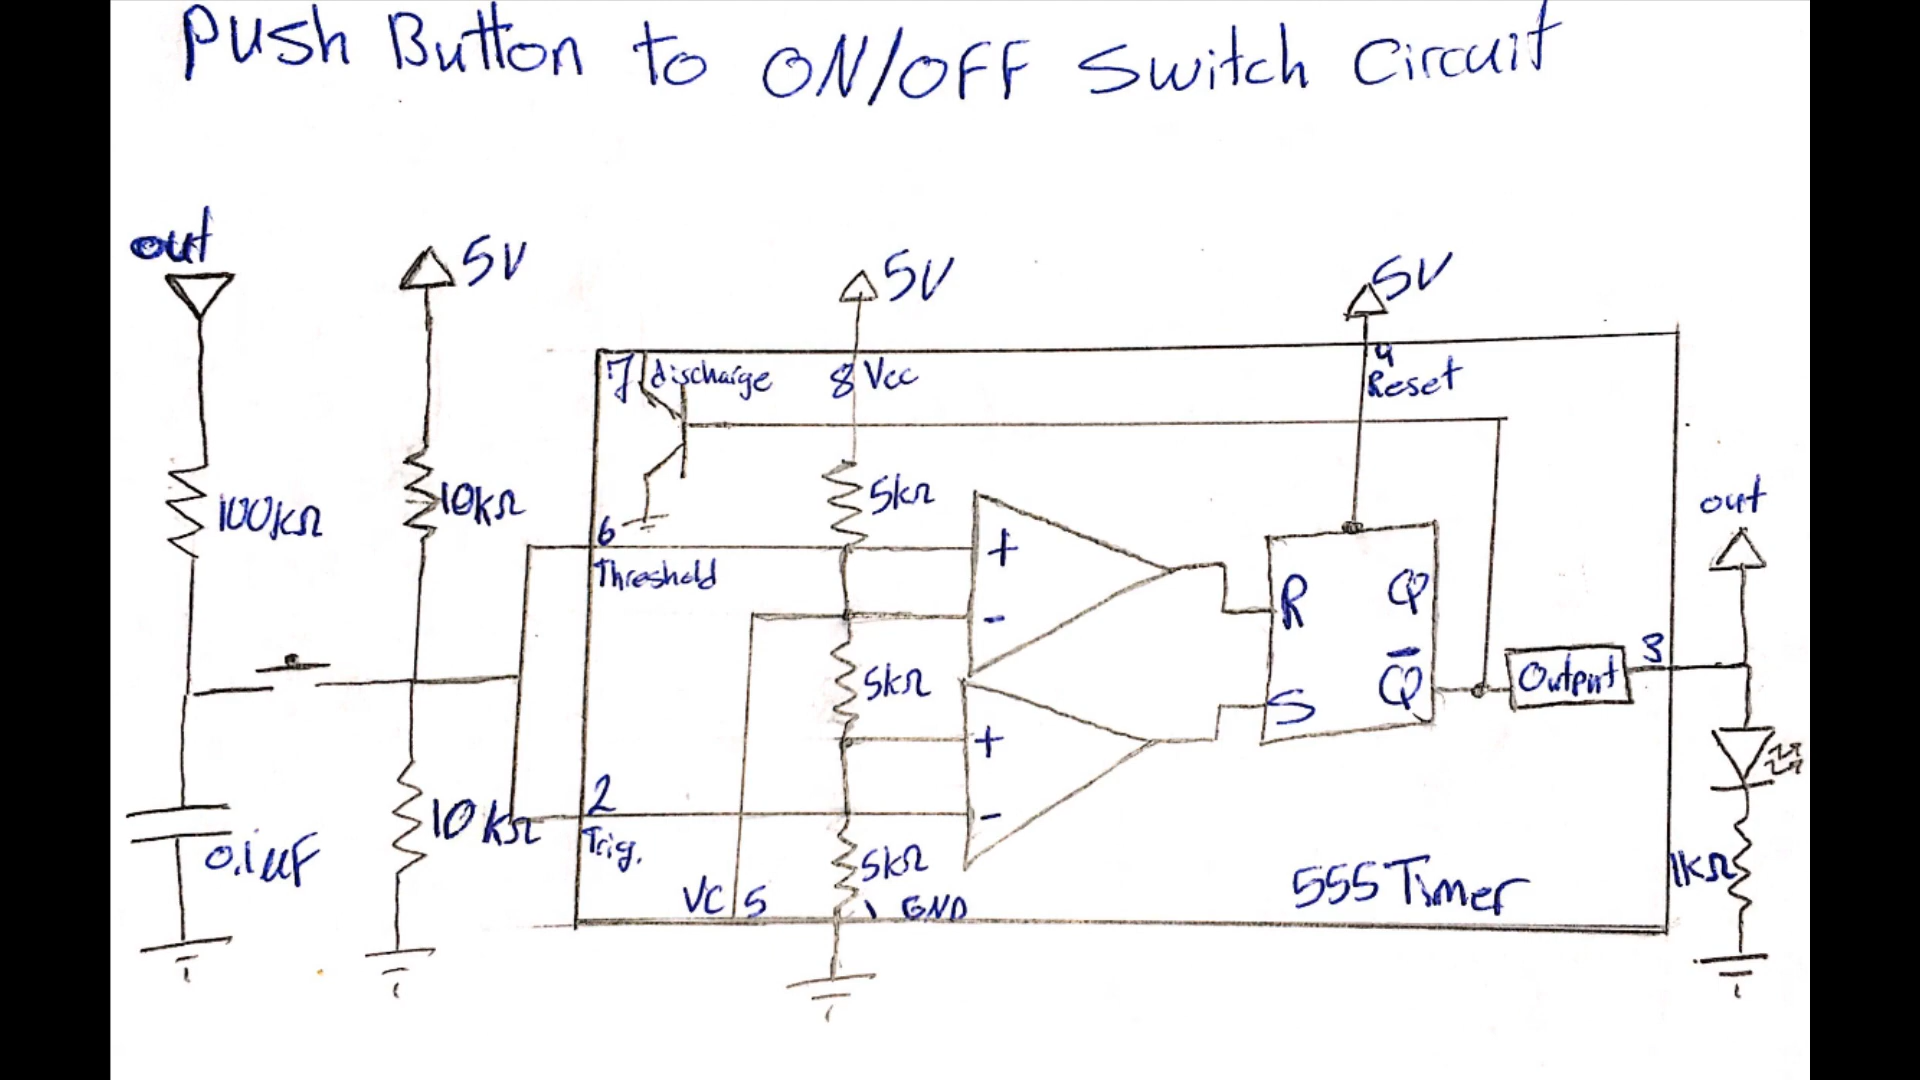 Push Button to ON/OFF Switch Circuit
out
5V
5V
5V
7 discharge
8 Vcc
4
Reset
100kΩ
10kΩ
5kΩ
out
6
Threshold
+
-
R
Q
Q̅
S
Output
3
5kΩ
+
-
2
Trig.
10kΩ
0.1uF
5kΩ
VC 5
1 GND
555 Timer
1kΩ